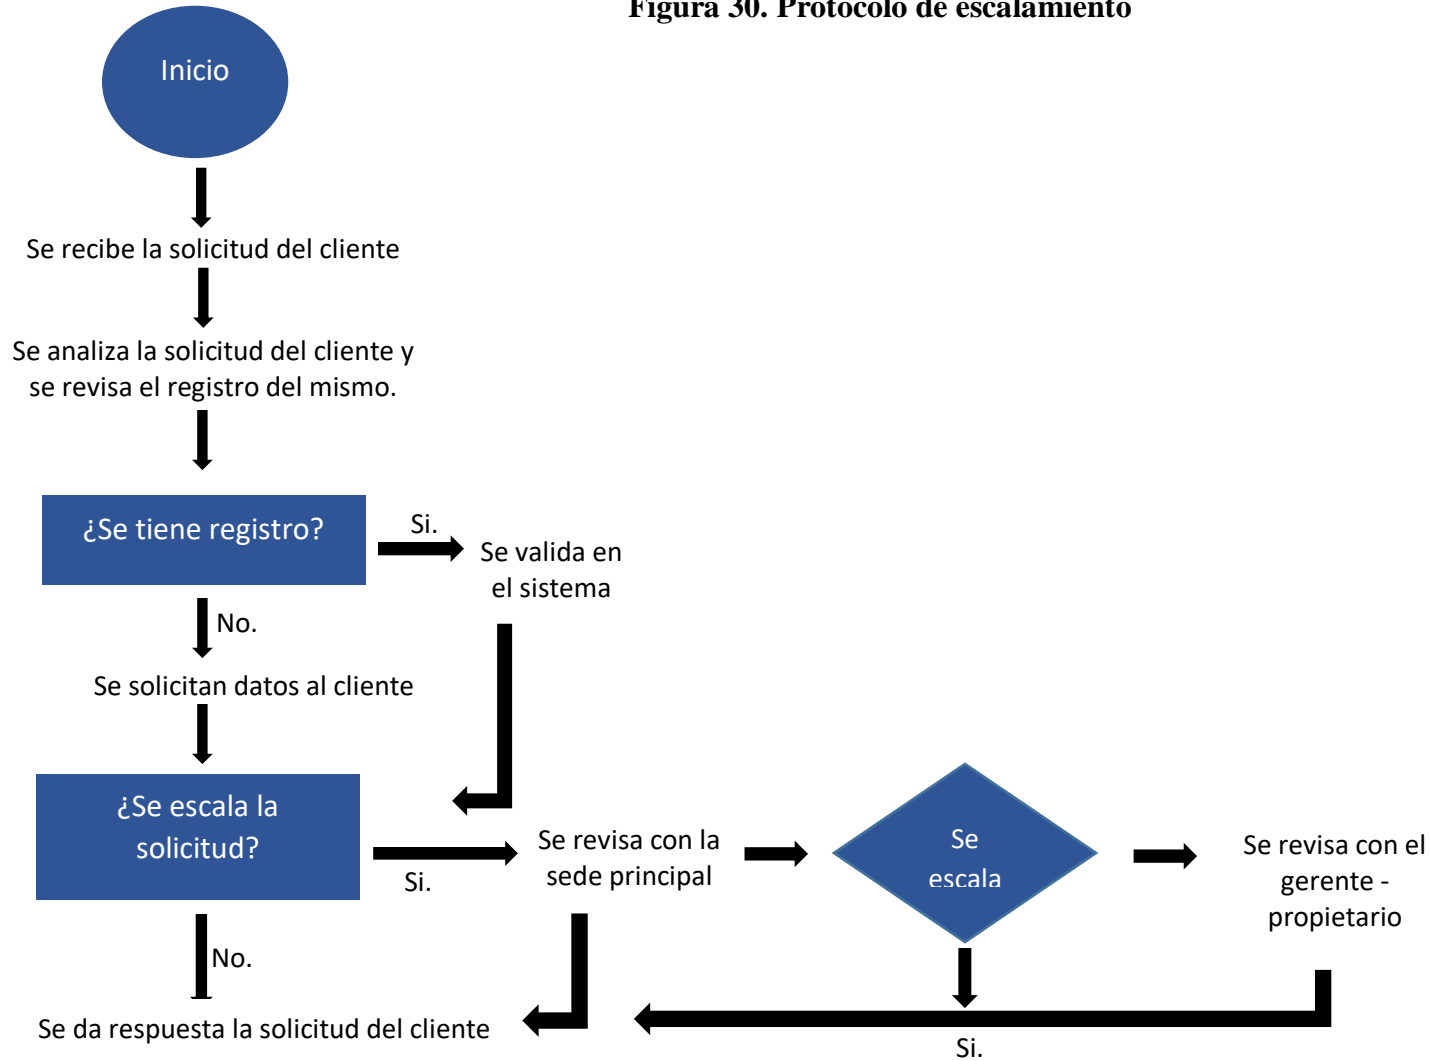 Figura 30. Protocolo de escalamiento
Inicio
Se recibe la solicitud del cliente
Se analiza la solicitud del cliente y
se revisa el registro del mismo.
¿Se tiene registro?
Si.
Se valida en
el sistema
No.
Se solicitan datos al cliente
¿Se escala la
solicitud?
Si.
Se revisa con la
sede principal
Se
escala
Se revisa con el
gerente -
propietario
No.
Se da respuesta la solicitud del cliente
Si.